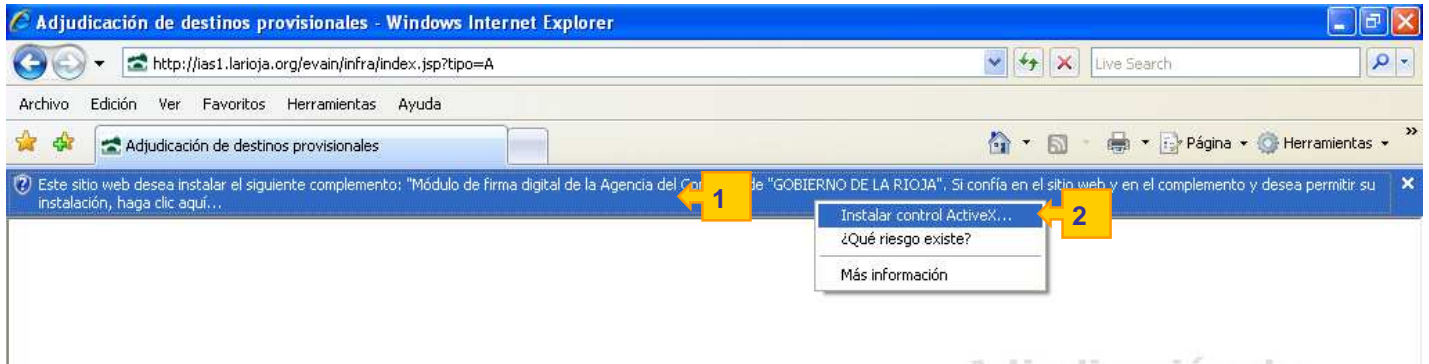 Adjudicación de destinos provisionales - Windows Internet Explorer
http://ias1.larioja.org/evain/infra/index.jsp?tipo=A
Live Search
Archivo Edición Ver Favoritos Herramientas Ayuda
Adjudicación de destinos provisionales
Página
Herramientas
»
Este sitio web desea instalar el siguiente complemento: "Módulo de firma digital de la Agencia del de "GOBIERNO DE LA RIOJA". Si confía en el sitio web y en el complemento y desea permitir su
instalación, haga clic aquí...
1
Instalar control ActiveX...
2
¿Qué riesgo existe?
Más información